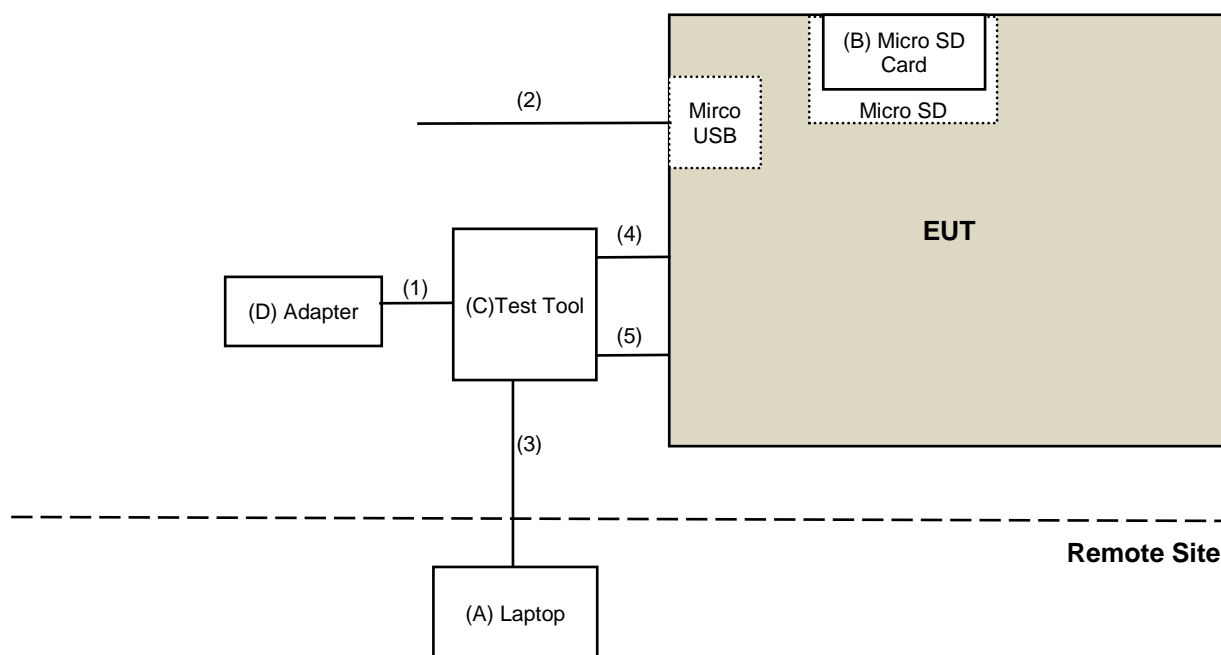 (B) Micro SD
Card
Micro SD
(2)
Mirco
USB
EUT
(4)
(D) Adapter
(1)
(C)Test Tool
(5)
(3)
Remote Site
(A) Laptop